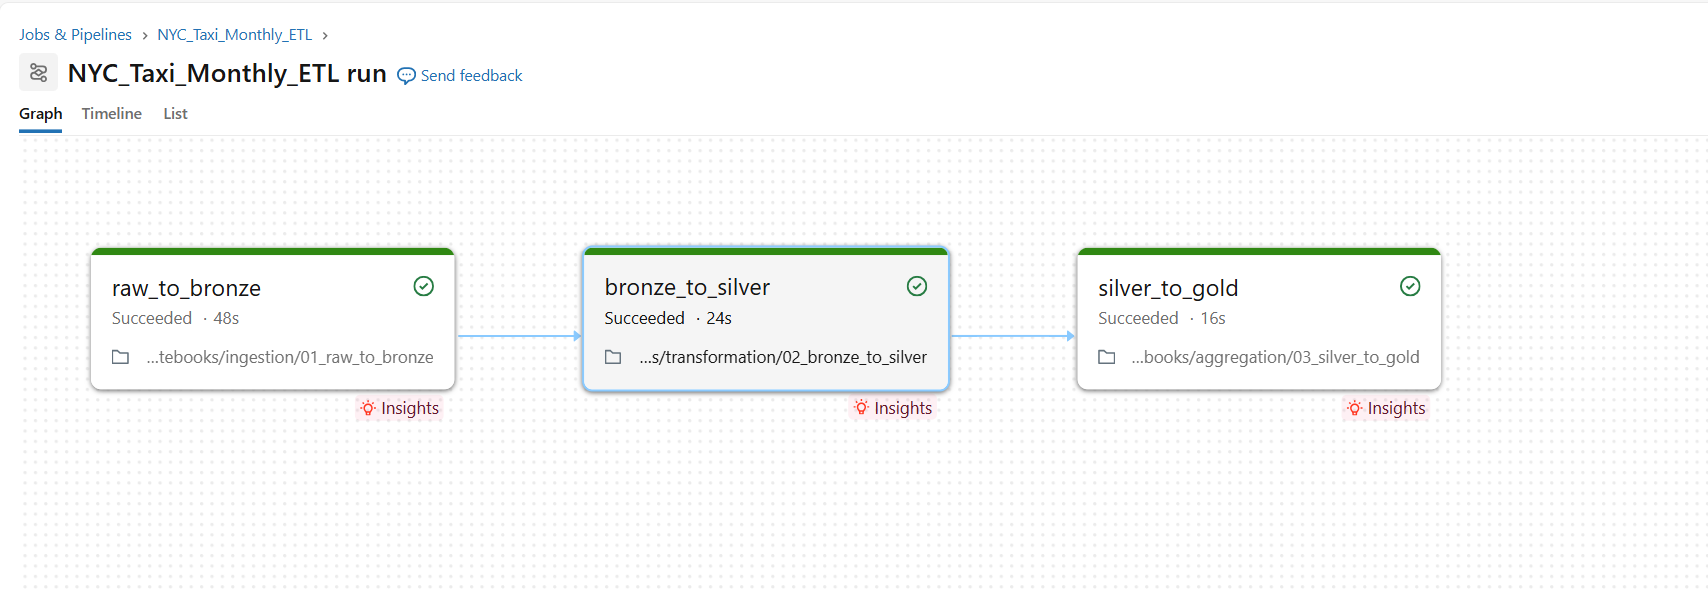 Jobs & Pipelines › NYC_Taxi_Monthly_ETL ›
NYC_Taxi_Monthly_ETL run Send feedback
Graph Timeline List
raw_to_bronze
Succeeded · 48s
...tebooks/ingestion/01_raw_to_bronze
Insights
bronze_to_silver
Succeeded · 24s
...s/transformation/02_bronze_to_silver
Insights
silver_to_gold
Succeeded · 16s
...books/aggregation/03_silver_to_gold
Insights